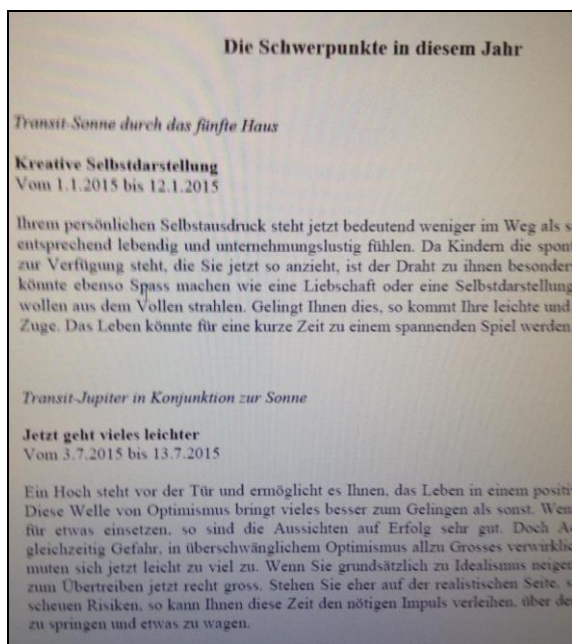 Die Schwerpunkte in diesem Jahr
Transit-Sonne durch das fünfte Haus
Kreative Selbstdarstellung
Vom 1.1.2015 bis 12.1.2015
Ihrem persönlichen Selbstausdruck steht jetzt bedeutend weniger im Weg als s
entsprechend lebendig und unternehmungslustig fühlen. Da Kindern die spont
zur Verfügung steht, die Sie jetzt so anzieht, ist der Draht zu ihnen besonders
könnte ebenso Spass machen wie eine Liebschaft oder eine Selbstdarstellung
wollen aus dem Vollen strahlen. Gelingt Ihnen dies, so kommt Ihre leichte und
Zuge. Das Leben könnte für eine kurze Zeit zu einem spannenden Spiel werden
Transit-Jupiter in Konjunktion zur Sonne
Jetzt geht vieles leichter
Vom 3.7.2015 bis 13.7.2015
Ein Hoch steht vor der Tür und ermöglicht es Ihnen, das Leben in einem positiv
Diese Welle von Optimismus bringt vieles besser zum Gelingen als sonst. Wenn
für etwas einsetzen, so sind die Aussichten auf Erfolg sehr gut. Doch A
gleichzeitig Gefahr, in überschwänglichem Optimismus allzu Grosses verwirklic
muten sich jetzt leicht zu viel zu. Wenn Sie grundsätzlich zu Idealismus neigen
zum Übertreiben jetzt recht gross. Stehen Sie eher auf der realistischen Seite, s
scheuen Risiken, so kann Ihnen diese Zeit den nötigen Impuls verleihen, über de
zu springen und etwas zu wagen.